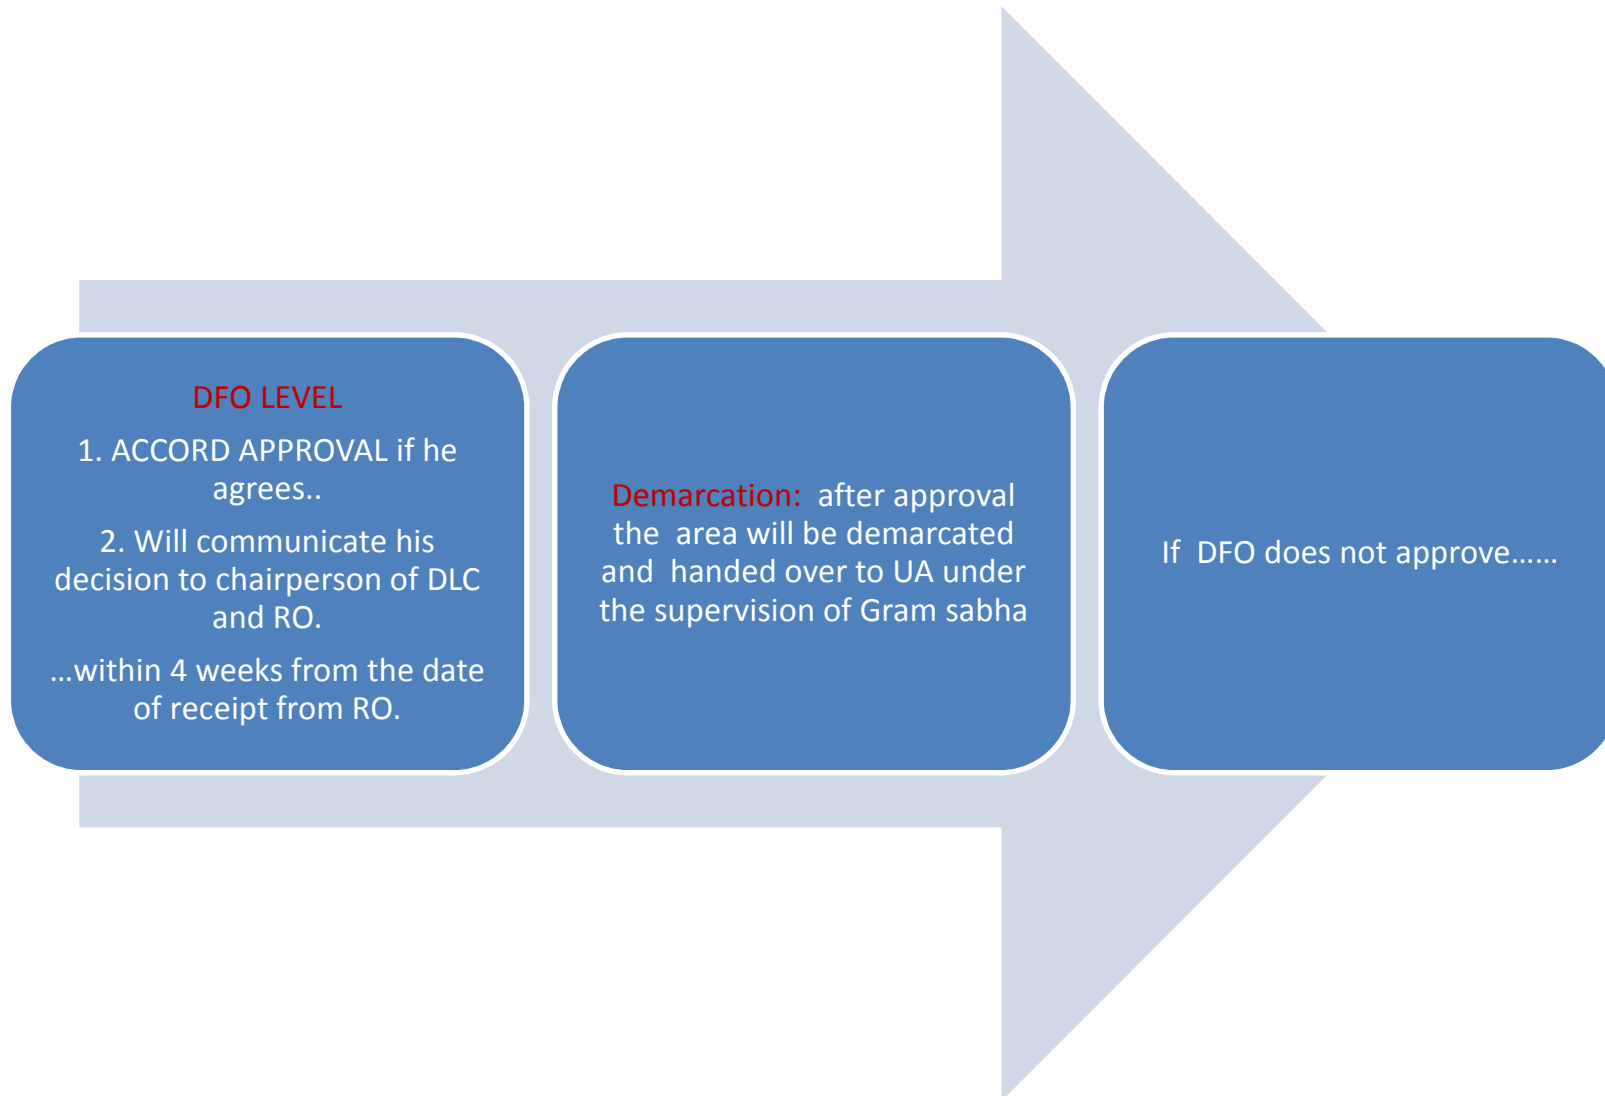 DFO LEVEL
1. ACCORD APPROVAL if he
agrees..
2. Will communicate his
decision to chairperson of DLC
and RO.
…within 4 weeks from the date
of receipt from RO.
Demarcation:  after approval
the  area will be demarcated
and  handed over to UA under
the supervision of Gram sabha
If  DFO does not approve……